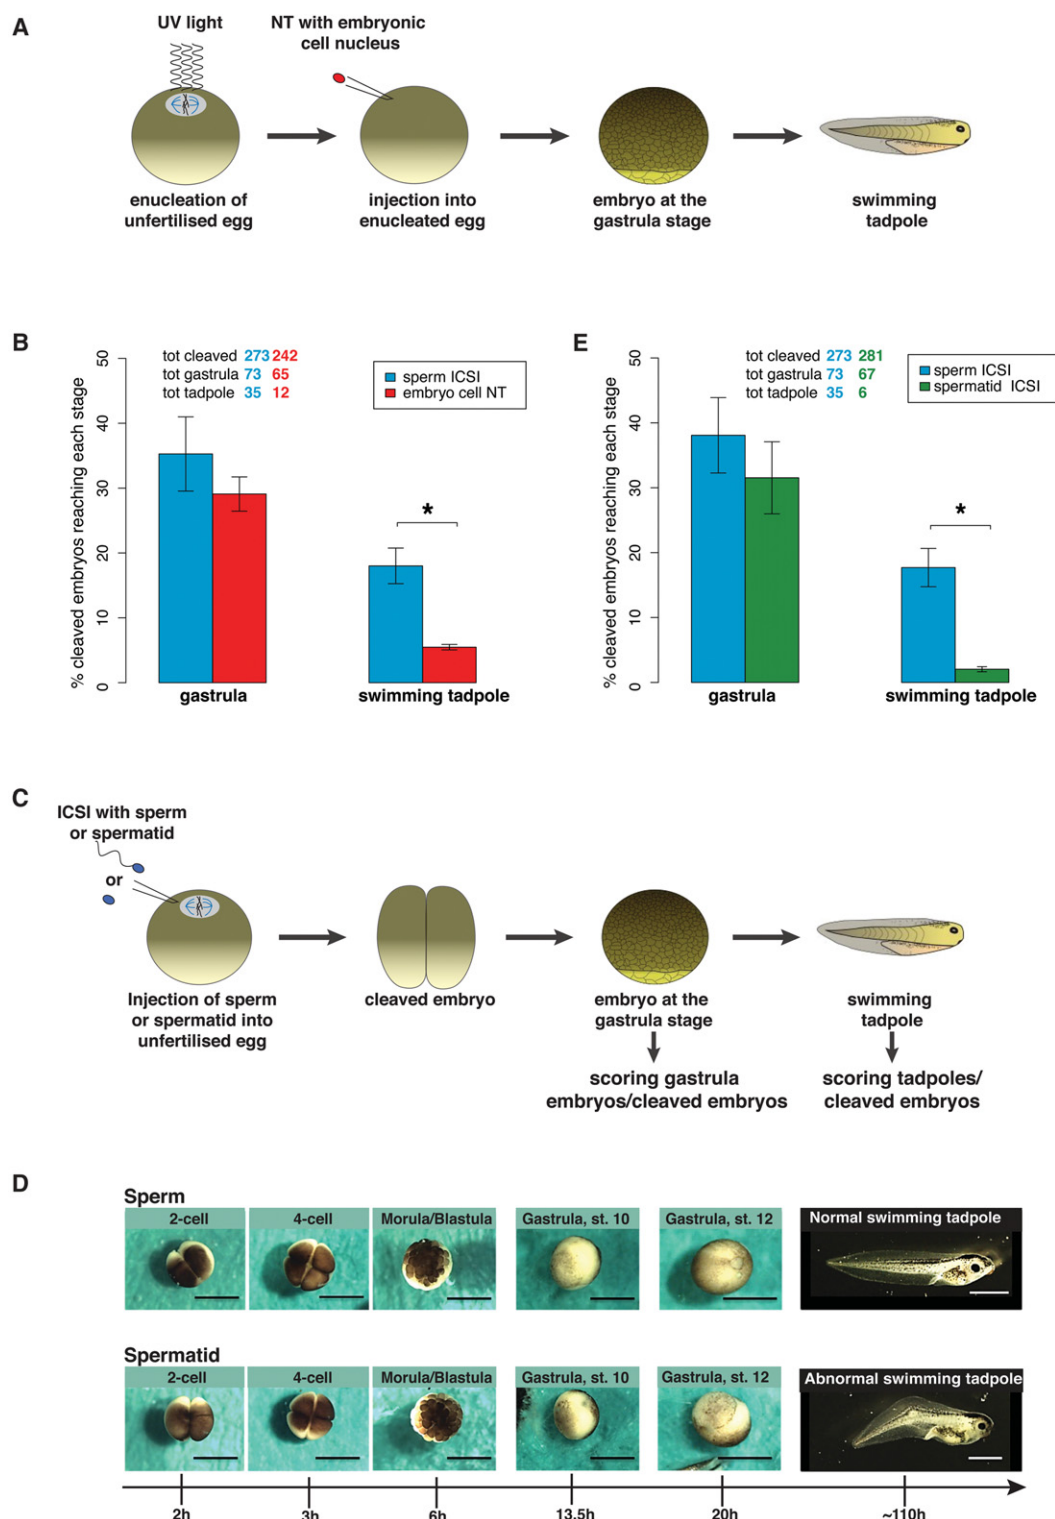 A
UV light
NT with embryonic
cell nucleus
enucleation of
unfertilised egg
injection into
enucleated egg
embryo at the
gastrula stage
swimming
tadpole
B
% cleaved embryos reaching each stage
50
40
30
20
10
0
tot cleaved 273 242
tot gastrula 73 65
tot tadpole 35 12
sperm ICSI
embryo cell NT
*
gastrula
swimming tadpole
E
% cleaved embryos reaching each stage
50
40
30
20
10
0
tot cleaved 273 281
tot gastrula 73 67
tot tadpole 35 6
sperm ICSI
spermatid ICSI
*
gastrula
swimming tadpole
C
ICSI with sperm
or spermatid
or
Injection of sperm
or spermatid into
unfertilised egg
cleaved embryo
embryo at the
gastrula stage
swimming
tadpole
scoring gastrula
embryos/cleaved embryos
scoring tadpoles/
cleaved embryos
D
Sperm
2-cell
4-cell
Morula/Blastula
Gastrula, st. 10
Gastrula, st. 12
Normal swimming tadpole
Spermatid
2-cell
4-cell
Morula/Blastula
Gastrula, st. 10
Gastrula, st. 12
Abnormal swimming tadpole
2h
3h
6h
13.5h
20h
~110h